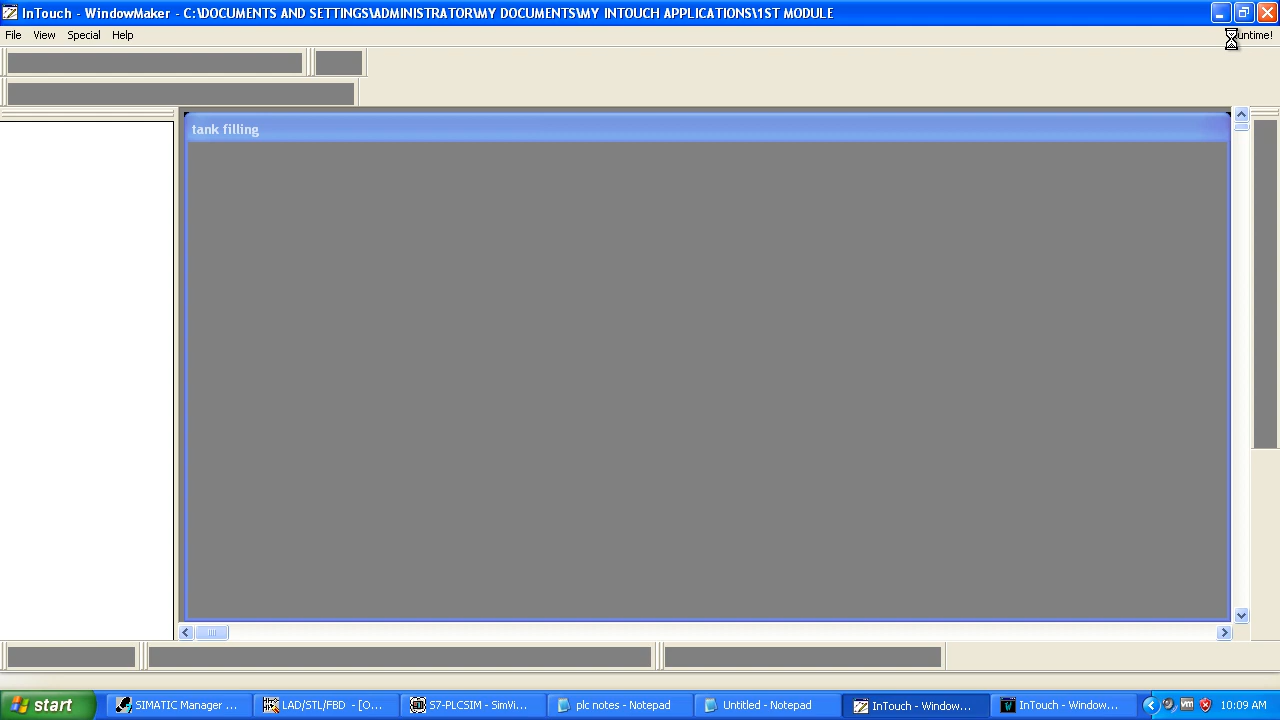 InTouch - WindowMaker - C:\DOCUMENTS AND SETTINGS\ADMINISTRATOR\MY DOCUMENTS\MY INTOUCH APPLICATIONS\1ST MODULE
File View Special Help untime!
tank filling
start SIMATIC Manager ... LAD/STL/FBD - [O... S7-PLCSIM - SimVi... plc notes - Notepad Untitled - Notepad InTouch - Window... InTouch - Window... 10:09 AM